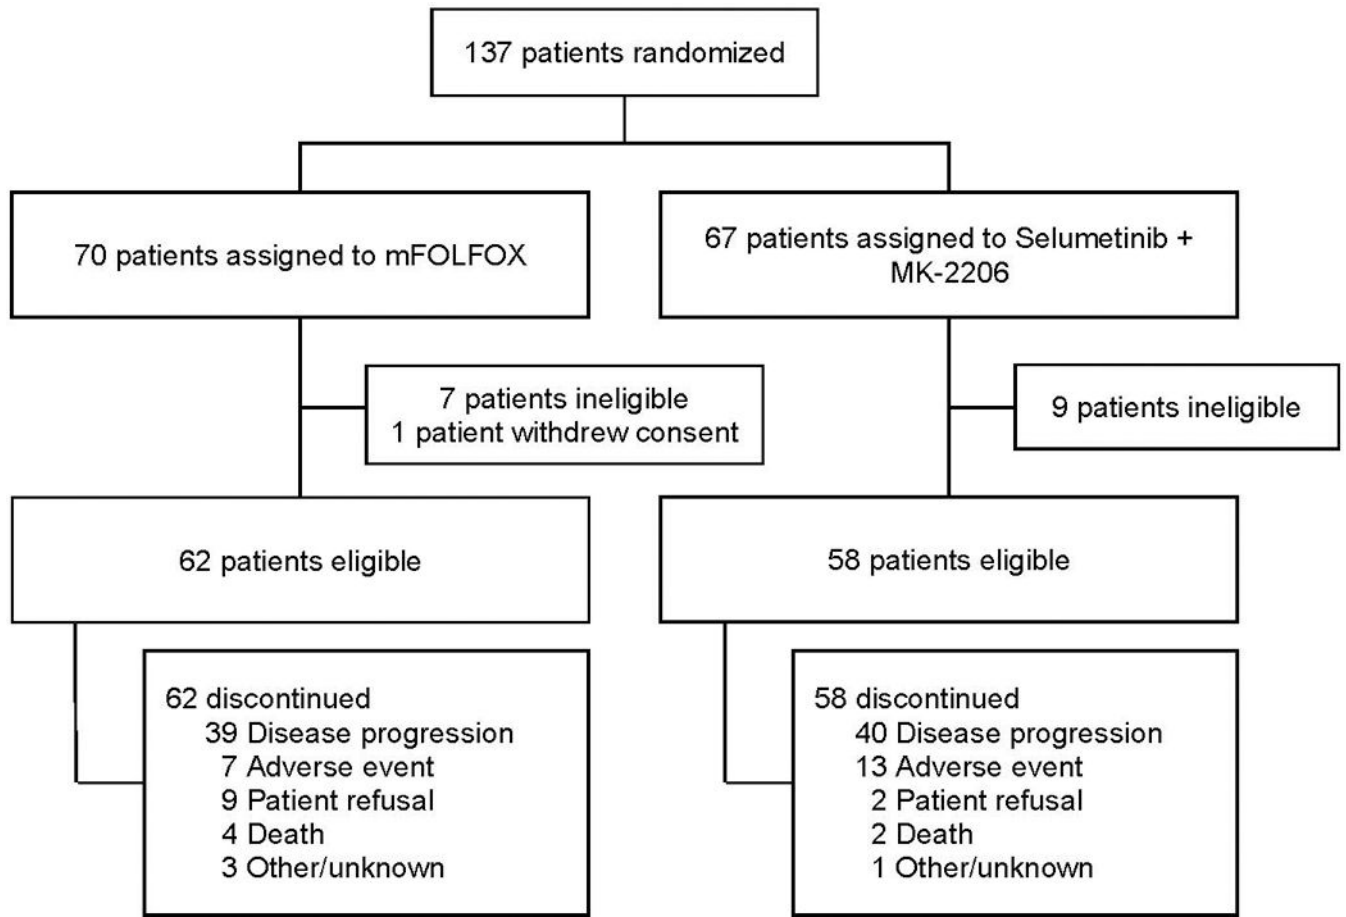 137 patients randomized
70 patients assigned to mFOLFOX
67 patients assigned to Selumetinib +
MK-2206
7 patients ineligible
1 patient withdrew consent
9 patients ineligible
62 patients eligible
58 patients eligible
62 discontinued
39 Disease progression
7 Adverse event
9 Patient refusal
4 Death
3 Other/unknown
58 discontinued
40 Disease progression
13 Adverse event
2 Patient refusal
2 Death
1 Other/unknown